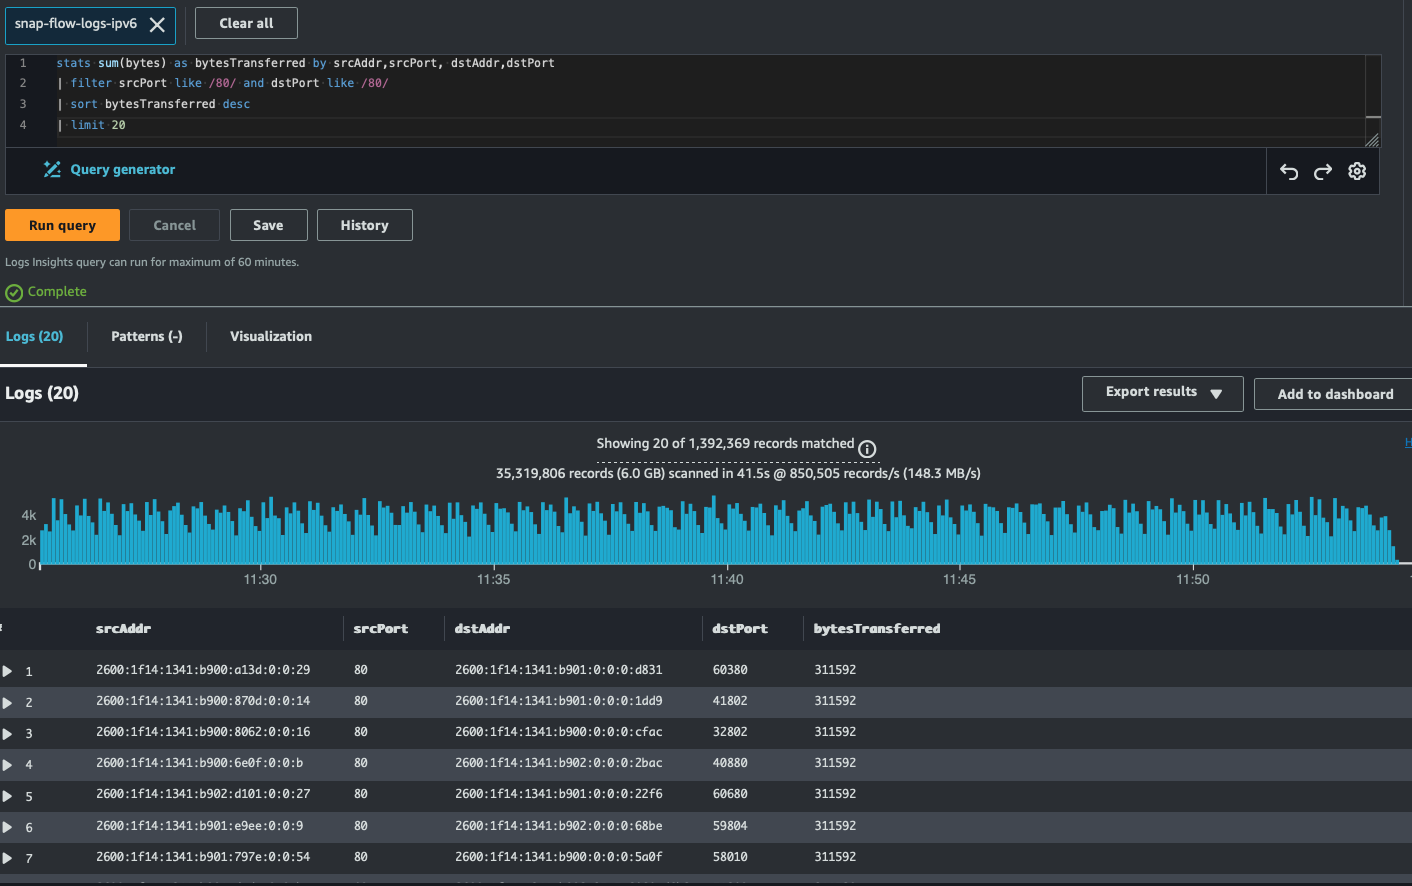 snap-flow-logs-ipv6
Clear all
1 stats sum(bytes) as bytesTransferred by srcAddr,srcPort, dstAddr,dstPort
2 | filter srcPort like /80/ and dstPort like /80/
3 | sort bytesTransferred desc
4 | limit 20
Query generator
Run query Cancel Save History
Logs Insights query can run for maximum of 60 minutes.
Complete
Logs (20) Patterns (-) Visualization
Logs (20) Export results Add to dashboard
Showing 20 of 1,392,369 records matched
35,319,806 records (6.0 GB) scanned in 41.5s @ 850,505 records/s (148.3 MB/s)
4k
2k
0
11:30 11:35 11:40 11:45 11:50
srcAddr srcPort dstAddr dstPort bytesTransferred
1 2600:1f14:1341:b900:a13d:0:0:29 80 2600:1f14:1341:b901:0:0:0:d831 60380 311592
2 2600:1f14:1341:b900:870d:0:0:14 80 2600:1f14:1341:b901:0:0:0:1dd9 41802 311592
3 2600:1f14:1341:b900:8062:0:0:16 80 2600:1f14:1341:b900:0:0:0:cfac 32802 311592
4 2600:1f14:1341:b900:6e0f:0:0:b 80 2600:1f14:1341:b902:0:0:0:2bac 40880 311592
5 2600:1f14:1341:b902:d101:0:0:27 80 2600:1f14:1341:b901:0:0:0:22f6 60680 311592
6 2600:1f14:1341:b901:e9ee:0:0:9 80 2600:1f14:1341:b902:0:0:0:68be 59804 311592
7 2600:1f14:1341:b901:797e:0:0:54 80 2600:1f14:1341:b900:0:0:0:5a0f 58010 311592